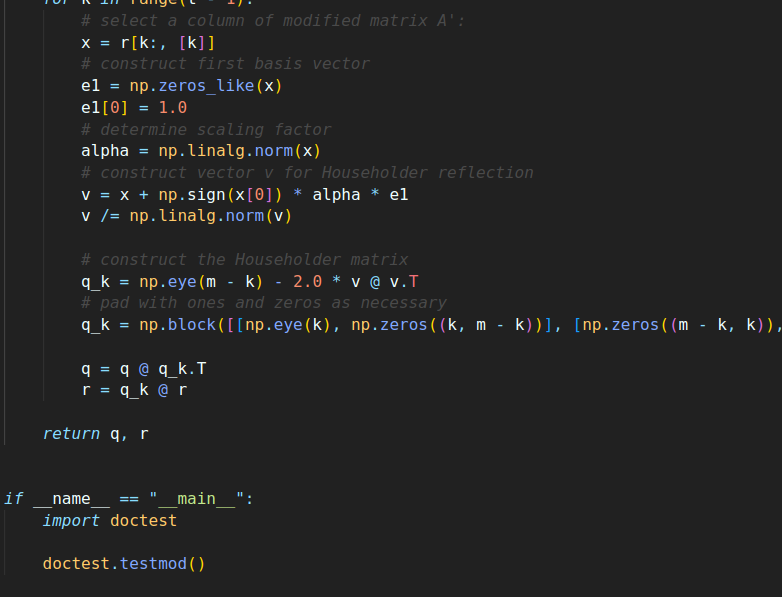 for k in range(t - 1):
# select a column of modified matrix A':
x = r[k:, [k]]
# construct first basis vector
e1 = np.zeros_like(x)
e1[0] = 1.0
# determine scaling factor
alpha = np.linalg.norm(x)
# construct vector v for Householder reflection
v = x + np.sign(x[0]) * alpha * e1
v /= np.linalg.norm(v)
# construct the Householder matrix
q_k = np.eye(m - k) - 2.0 * v @ v.T
# pad with ones and zeros as necessary
q_k = np.block([[np.eye(k), np.zeros((k, m - k))], [np.zeros((m - k, k)),
q = q @ q_k.T
r = q_k @ r
return q, r
if __name__ == "__main__":
import doctest
doctest.testmod()